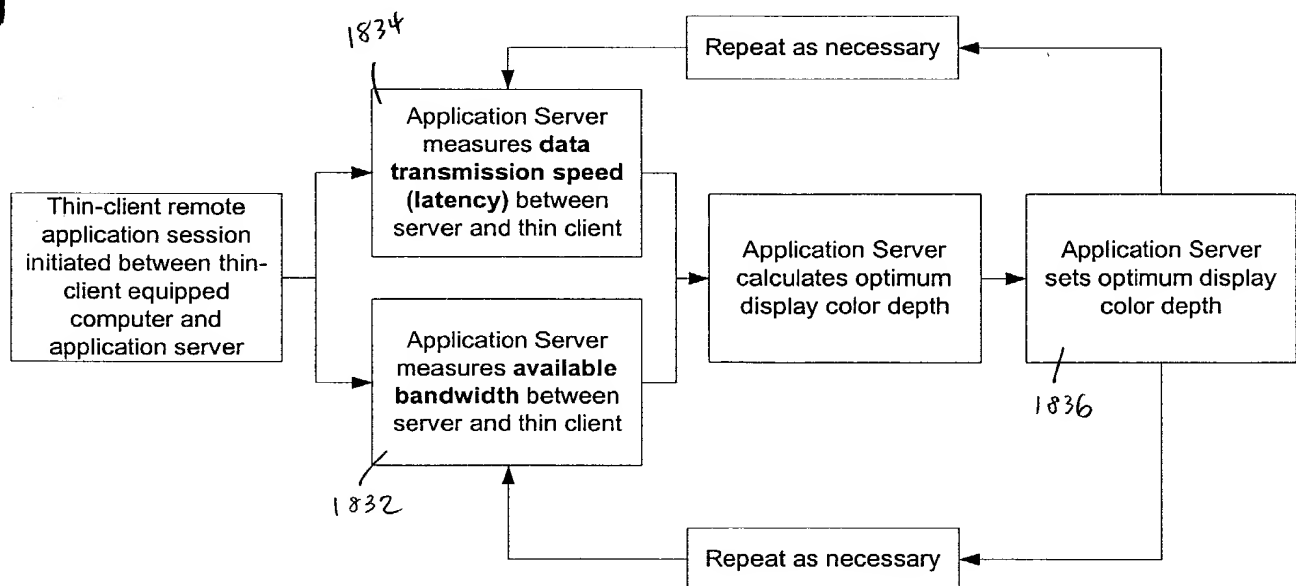 1834
Repeat as necessary
Application Server
measures data
transmission speed
(latency) between
server and thin client
Thin-client remote
application session
initiated between thin-
client equipped
computer and
application server
Application Server
calculates optimum
display color depth
Application Server
sets optimum display
color depth
Application Server
measures available
bandwidth between
server and thin client
1836
1832
Repeat as necessary